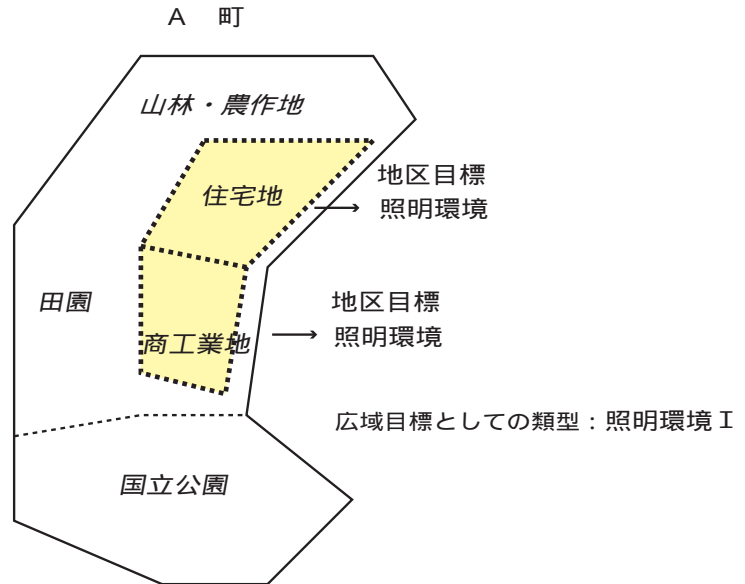 A 町
山林・農作地
住宅地
地区目標
照明環境
田園
地区目標
商工業地
照明環境
広域目標としての類型：照明環境Ⅰ
国立公園